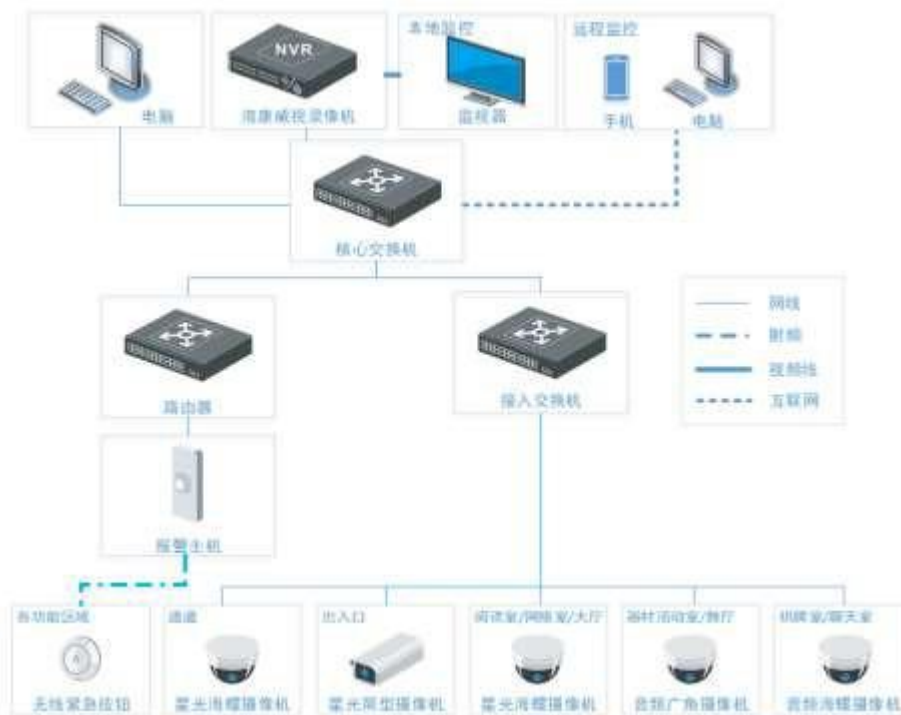 NVR
本地监控
远程监控
电脑
海康威视录像机
监视器
手机
电脑
核心交换机
网线
射频
视频线
互联网
路由器
接入交换机
报警主机
各功能区域
通道
出入口
阅读室/网络室/大厅
器材活动室/舞厅
棋牌室/聊天室
无线紧急按钮
星光海螺摄像机
星光筒型摄像机
星光海螺摄像机
音频广角摄像机
音频海螺摄像机